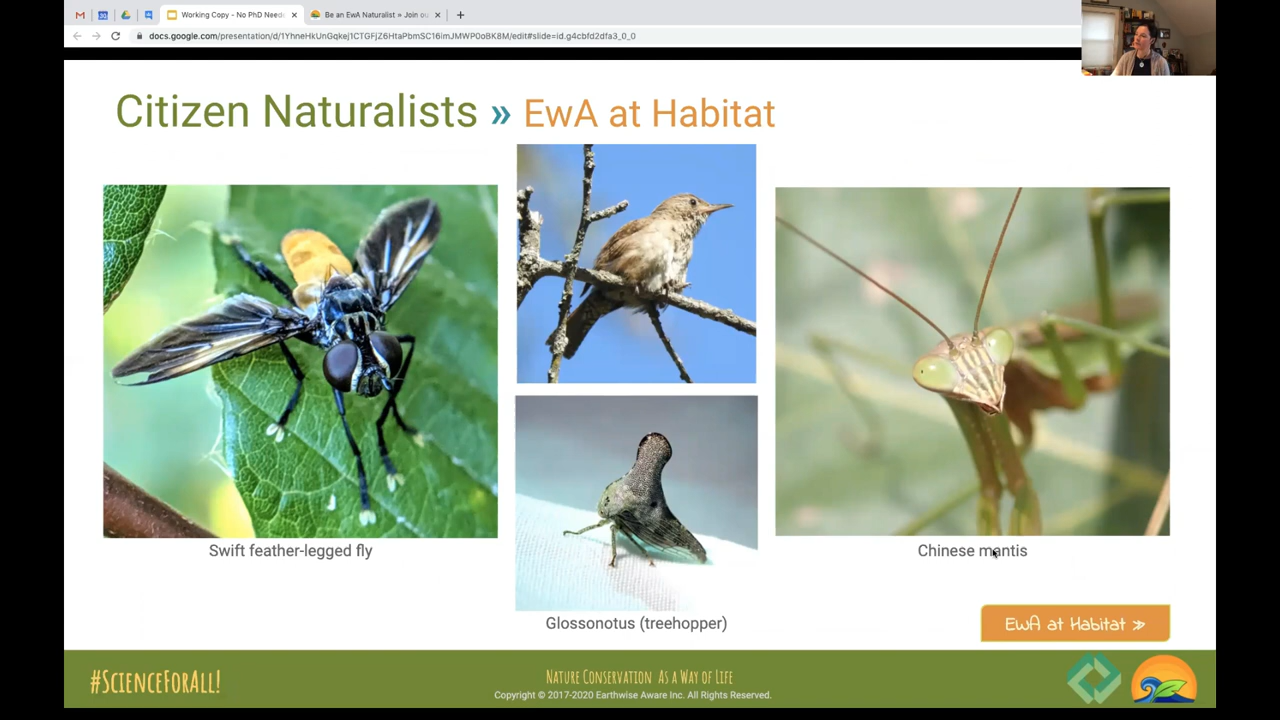 Working Copy - No PhD Neede
Be an EwA Naturalist » Join ou
docs.google.com/presentation/d/1YhneHkUnGqkej1CTGFjZ6HtaPbmSC16imJMWP0oBK8M/edit#slide=id.g4cbfd2dfa3_0_0
Citizen Naturalists » EwA at Habitat
Swift feather-legged fly
Chinese mantis
Glossonotus (treehopper)
EwA at Habitat »
#ScienceForAll!
Nature Conservation As a Way of Life
Copyright © 2017-2020 Earthwise Aware Inc. All Rights Reserved.